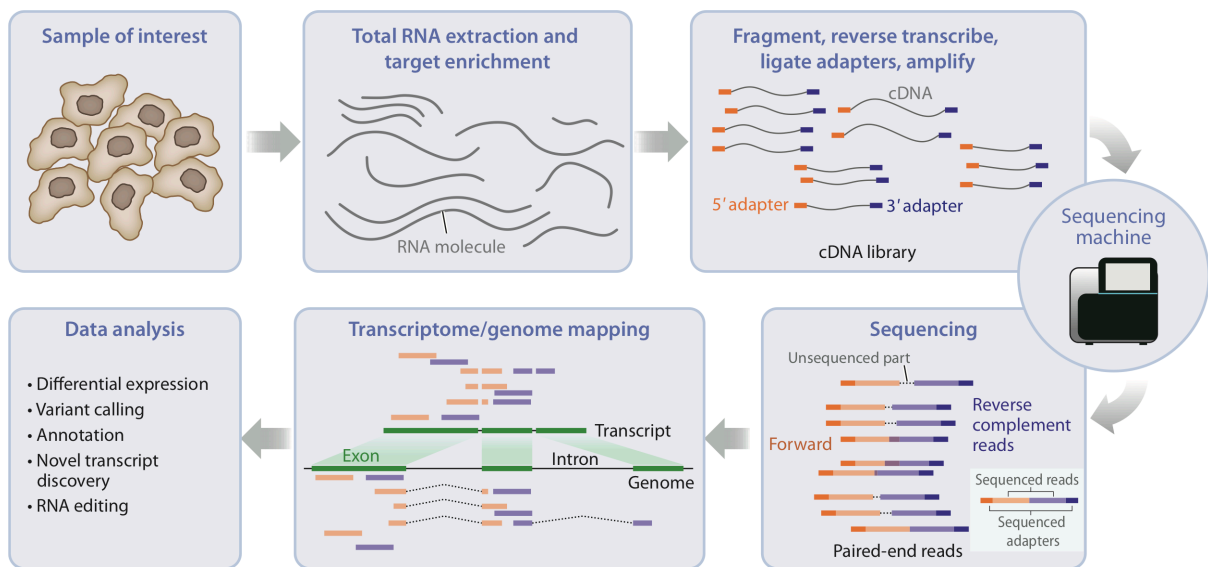 Sample of interest
Total RNA extraction and
target enrichment
RNA molecule
Fragment, reverse transcribe,
ligate adapters, amplify
cDNA
5′ adapter
3′ adapter
cDNA library
Sequencing
machine
Sequencing
Unsequenced part
Reverse
complement
reads
Forward
Sequenced reads
Sequenced
adapters
Paired-end reads
Transcriptome/genome mapping
Transcript
Exon
Intron
Genome
Data analysis
• Differential expression
• Variant calling
• Annotation
• Novel transcript
discovery
• RNA editing